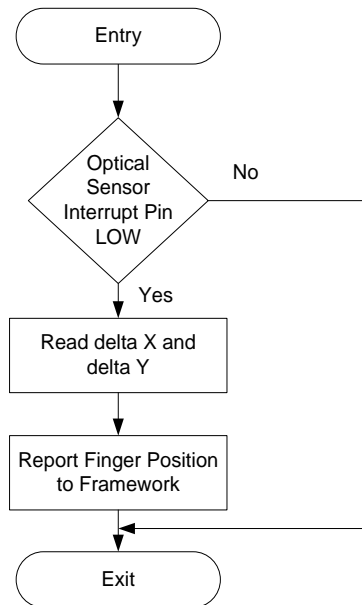 Entry
Optical
Sensor
Interrupt Pin
LOW
No
Yes
Read delta X and
delta Y
Report Finger Position
to Framework
Exit